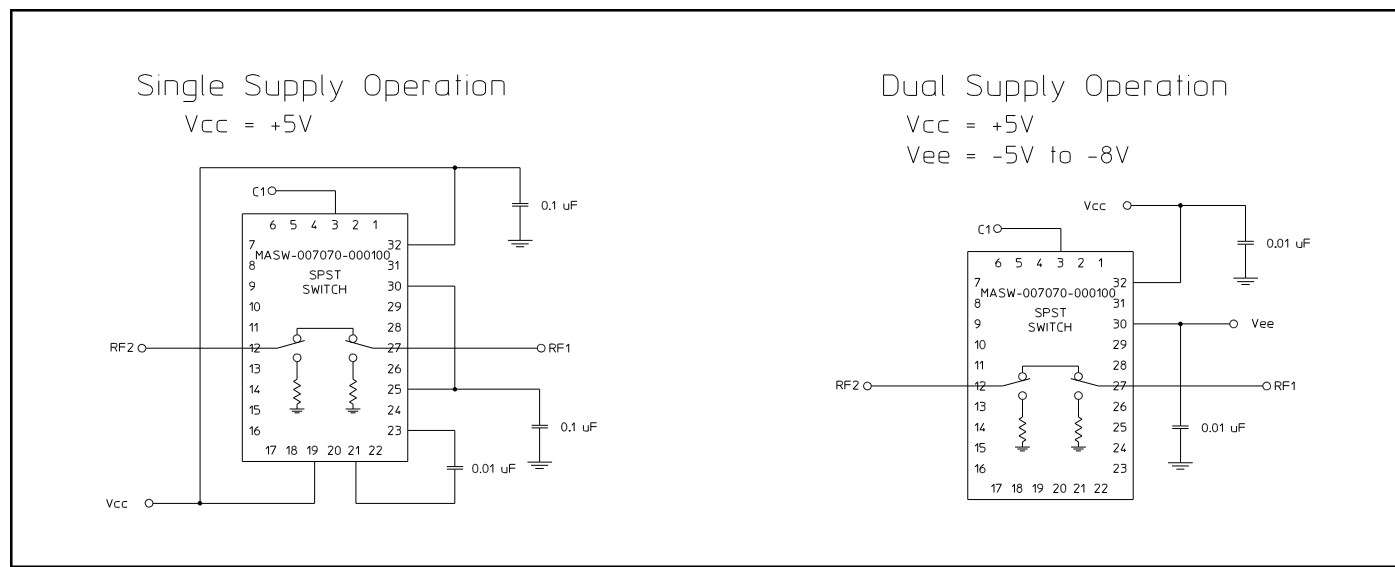 Single Supply Operation
Vcc = +5V
C1
0.1 uF
6 5 4 3 2 1
7 32
MASW-007070-000100
8 31
SPST
9 30
SWITCH
10 29
11 28
RF2 12 27 RF1
13 26
14 25
15 24
0.1 uF
16 23
17 18 19 20 21 22
0.01 uF
Vcc
Dual Supply Operation
Vcc = +5V
Vee = -5V to -8V
Vcc
C1
0.01 uF
6 5 4 3 2 1
7 32
MASW-007070-000100
8 31
SPST
9 30 Vee
SWITCH
10 29
11 28
RF2 12 27 RF1
13 26
14 25
0.01 uF
15 24
16 23
17 18 19 20 21 22